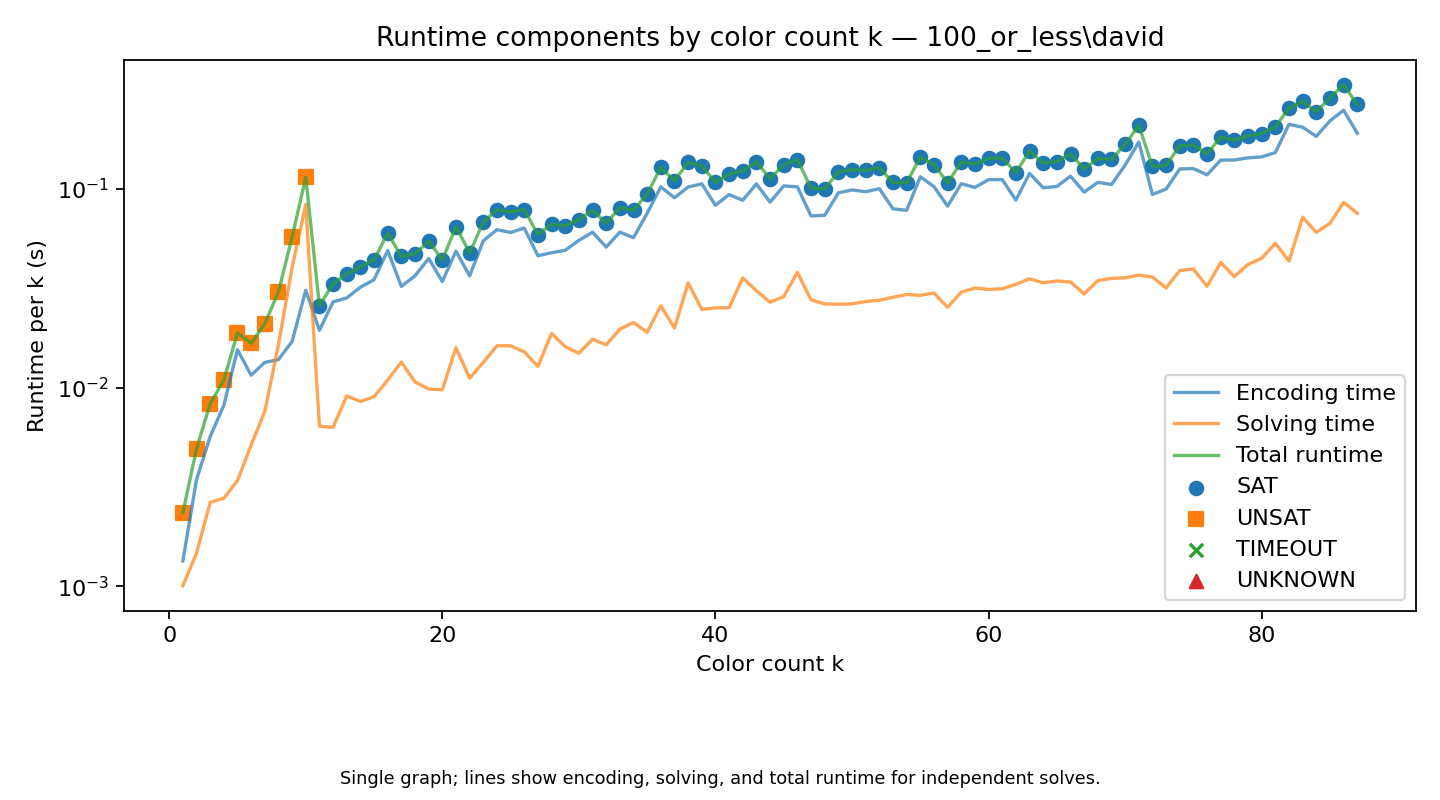 Runtime components by color count k — 100_or_less\david
Runtime per k (s)
10⁻¹
10⁻²
10⁻³
Encoding time
Solving time
Total runtime
SAT
UNSAT
TIMEOUT
UNKNOWN
0 20 40 60 80
Color count k
Single graph; lines show encoding, solving, and total runtime for independent solves.